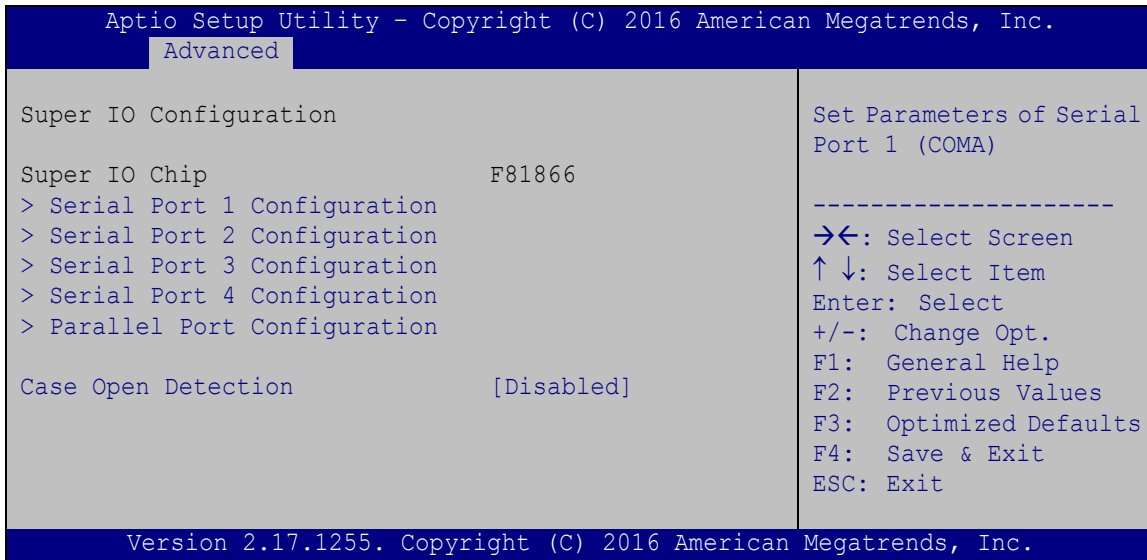 Aptio Setup Utility – Copyright (C) 2016 American Megatrends, Inc.
Advanced
Super IO Configuration
Super IO Chip F81866
> Serial Port 1 Configuration
> Serial Port 2 Configuration
> Serial Port 3 Configuration
> Serial Port 4 Configuration
> Parallel Port Configuration
Case Open Detection [Disabled]
Set Parameters of Serial
Port 1 (COMA)
---------------------
→←: Select Screen
↑ ↓: Select Item
Enter: Select
+/-: Change Opt.
F1: General Help
F2: Previous Values
F3: Optimized Defaults
F4: Save & Exit
ESC: Exit
Version 2.17.1255. Copyright (C) 2016 American Megatrends, Inc.